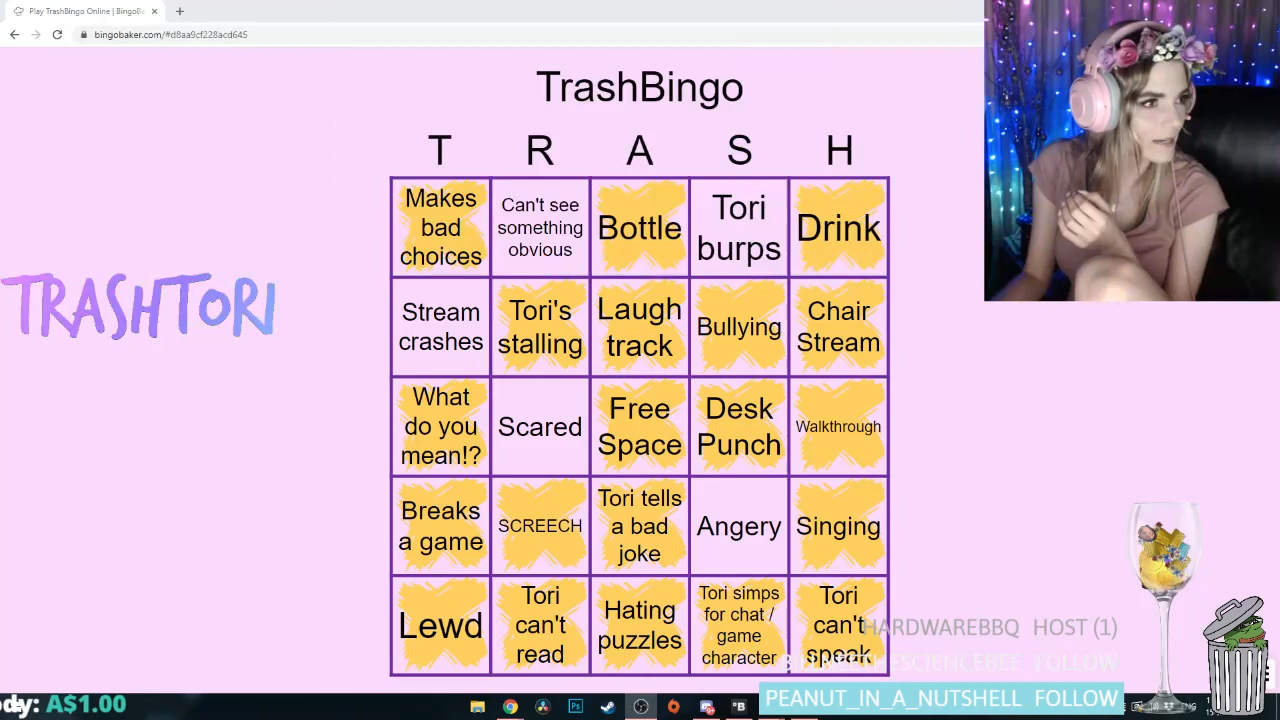 Play TrashBingo Online | BingoBa
bingobaker.com/#d8aa9cf228acd645
TrashBingo
T R A S H
Makes
bad
choices
Can't see
something
obvious
Bottle
Tori
burps
Drink
TRASHTORI
Stream
crashes
Tori's
stalling
Laugh
track
Bullying
Chair
Stream
What
do you
mean!?
Scared
Free
Space
Desk
Punch
Walkthrough
Breaks
a game
SCREECH
Tori tells
a bad
joke
Angery
Singing
Lewd
Tori
can't
read
Hating
puzzles
Tori simps
for chat /
game
character
Tori
can't
speak
HARDWAREBBQ HOST (1)
FOLLOW
PEANUT_IN_A_NUTSHELL FOLLOW
dy: A$1.00
ENG